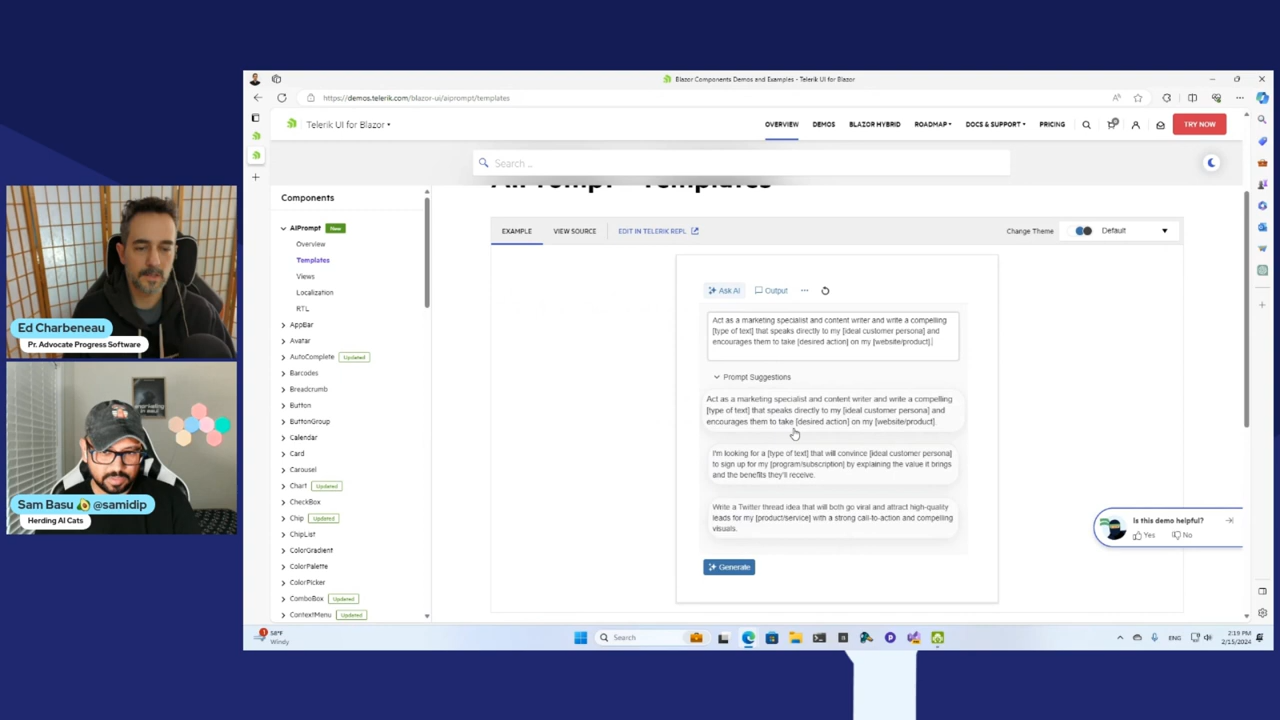 Blazor Components Demos and Examples - Telerik UI for Blazor
https://demos.telerik.com/blazor-ui/aiprompt/templates
Telerik UI for Blazor
OVERVIEW
DEMOS
BLAZOR HYBRID
ROADMAP
DOCS & SUPPORT
PRICING
TRY NOW
Search ...
Components
AIPrompt New
Overview
Templates
Views
Localization
RTL
AppBar
Avatar
AutoComplete Updated
Barcodes
Breadcrumb
Button
ButtonGroup
Calendar
Card
Carousel
Chart Updated
CheckBox
Chip Updated
ChipList
ColorGradient
ColorPalette
ColorPicker
ComboBox Updated
ContextMenu Updated
AIPrompt - Templates
EXAMPLE
VIEW SOURCE
EDIT IN TELERIK REPL
Change Theme
Default
Ask AI
Output
Act as a marketing specialist and content writer and write a compelling
[type of text] that speaks directly to my [ideal customer persona] and
encourages them to take [desired action] on my [website/product].
Prompt Suggestions
Act as a marketing specialist and content writer and write a compelling
[type of text] that speaks directly to my [ideal customer persona] and
encourages them to take [desired action] on my [website/product].
I'm looking for a [type of text] that will convince [ideal customer persona]
to sign up for my [program/subscription] by explaining the value it brings
and the benefits they'll receive.
Write a Twitter thread idea that will both go viral and attract high-quality
leads for my [product/service] with a strong call-to-action and compelling
visuals.
Generate
Is this demo helpful?
Yes
No
Ed Charbeneau
Pr. Advocate Progress Software
Sam Basu 🥑 @samidip
Herding AI Cats
58°F
Windy
Search
ENG
2:19 PM
2/15/2024